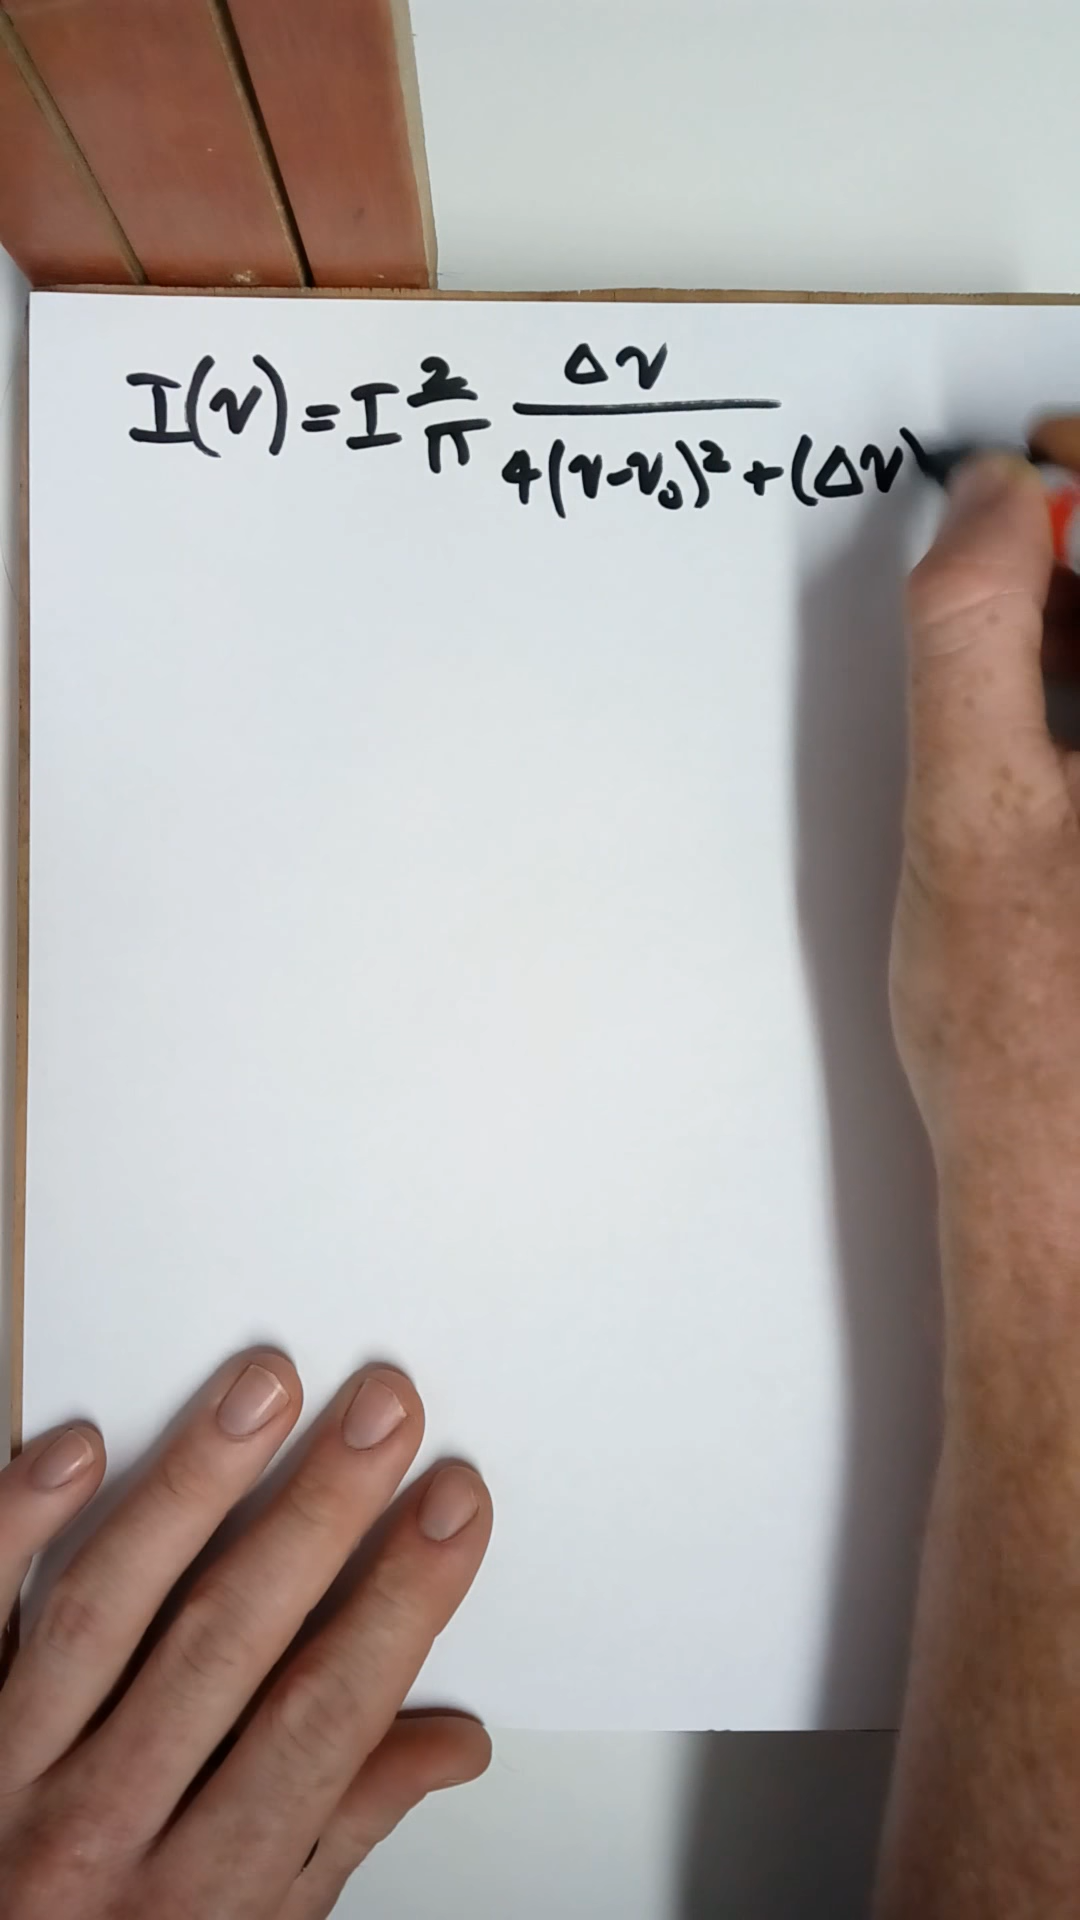 I(ν) = I 2/π Δν / 4(ν-ν₀)² + (Δν)